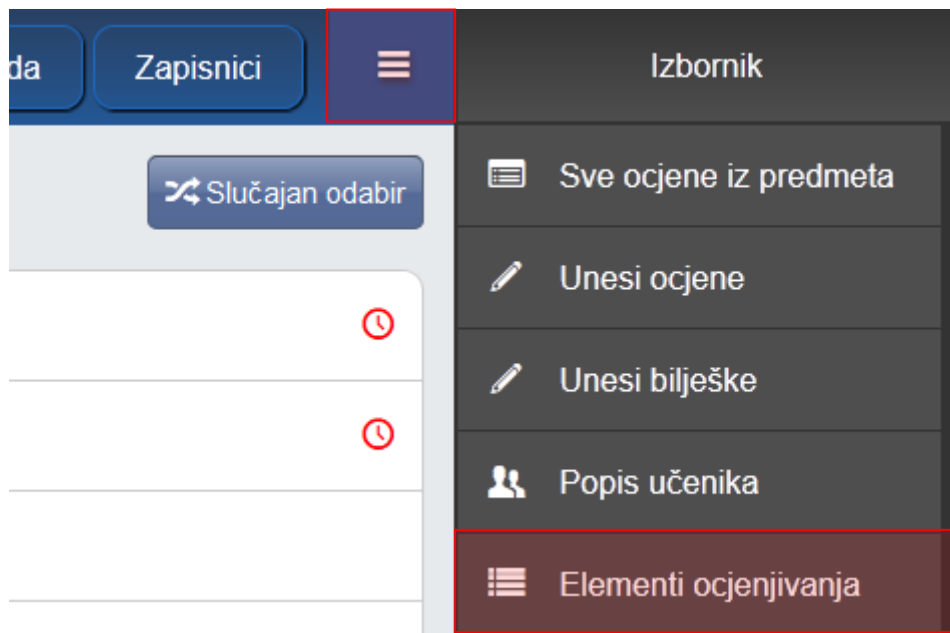 da
Zapisnici
Izbornik
Slučajan odabir
Sve ocjene iz predmeta
Unesi ocjene
Unesi bilješke
Popis učenika
Elementi ocjenjivanja